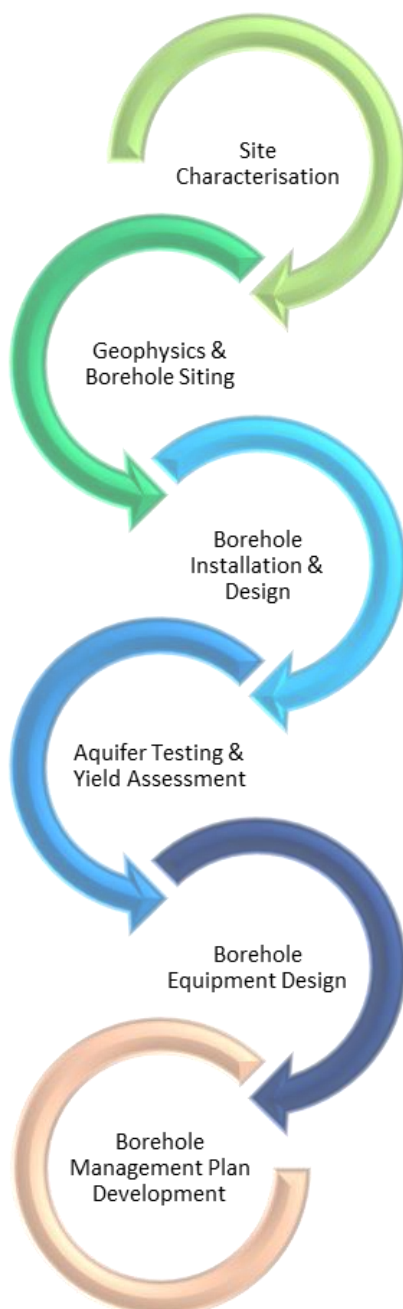 Site
Characterisation
Geophysics &
Borehole Siting
Borehole
Installation &
Design
Aquifer Testing &
Yield Assessment
Borehole
Equipment Design
Borehole
Management Plan
Development